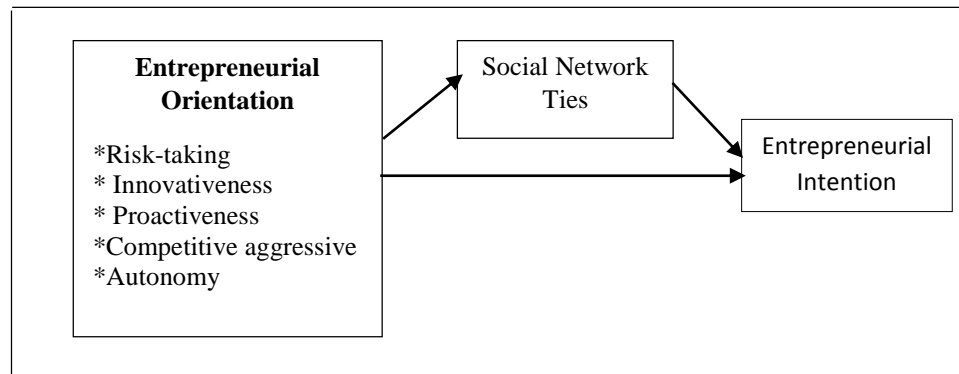 Entrepreneurial
Orientation
*Risk-taking
* Innovativeness
* Proactiveness
*Competitive aggressive
*Autonomy
Social Network
Ties
Entrepreneurial
Intention